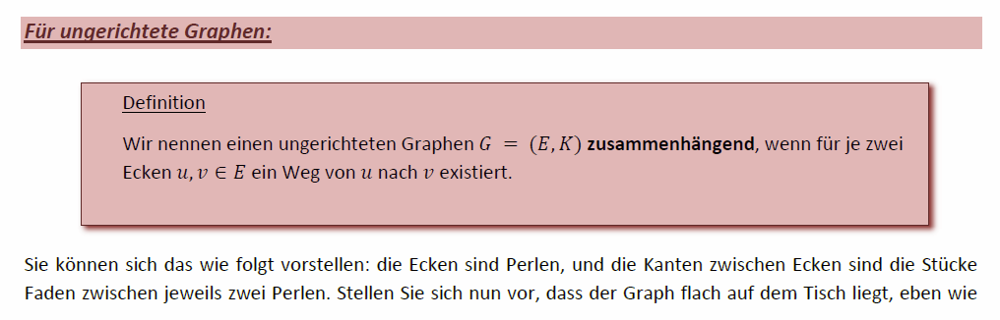 Für ungerichtete Graphen:
Definition
Wir nennen einen ungerichteten Graphen G = (E, K) zusammenhängend, wenn für je zwei
Ecken u, v ∈ E ein Weg von u nach v existiert.
Sie können sich das wie folgt vorstellen: die Ecken sind Perlen, und die Kanten zwischen Ecken sind die Stücke
Faden zwischen jeweils zwei Perlen. Stellen Sie sich nun vor, dass der Graph flach auf dem Tisch liegt, eben wie